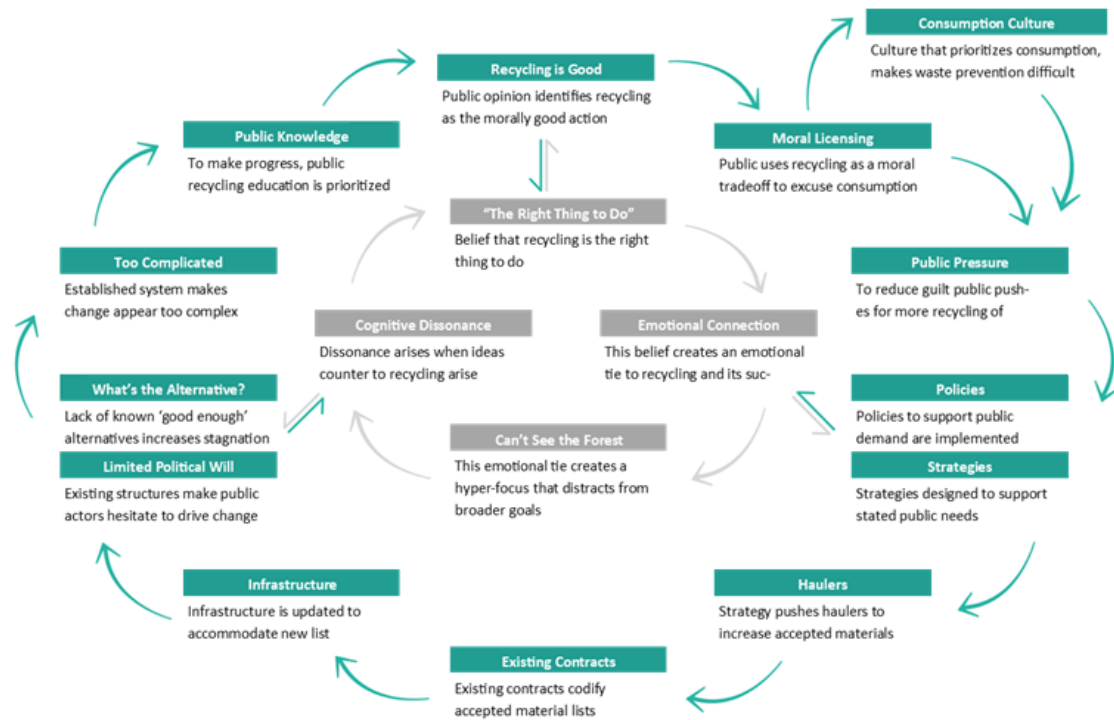 Consumption Culture
Culture that prioritizes consumption,
makes waste prevention difficult
Recycling is Good
Public opinion identifies recycling
as the morally good action
Moral Licensing
Public uses recycling as a moral
tradeoff to excuse consumption
Public Knowledge
To make progress, public
recycling education is prioritized
"The Right Thing to Do"
Belief that recycling is the right
thing to do
Too Complicated
Established system makes
change appear too complex
Public Pressure
To reduce guilt public push-
es for more recycling of
Cognitive Dissonance
Dissonance arises when ideas
counter to recycling arise
Emotional Connection
This belief creates an emotional
tie to recycling and its suc-
What's the Alternative?
Lack of known ‘good enough’
alternatives increases stagnation
Policies
Policies to support public
demand are implemented
Can't See the Forest
This emotional tie creates a
hyper-focus that distracts from
broader goals
Limited Political Will
Existing structures make public
actors hesitate to drive change
Strategies
Strategies designed to support
stated public needs
Infrastructure
Infrastructure is updated to
accommodate new list
Haulers
Strategy pushes haulers to
increase accepted materials
Existing Contracts
Existing contracts codify
accepted material lists